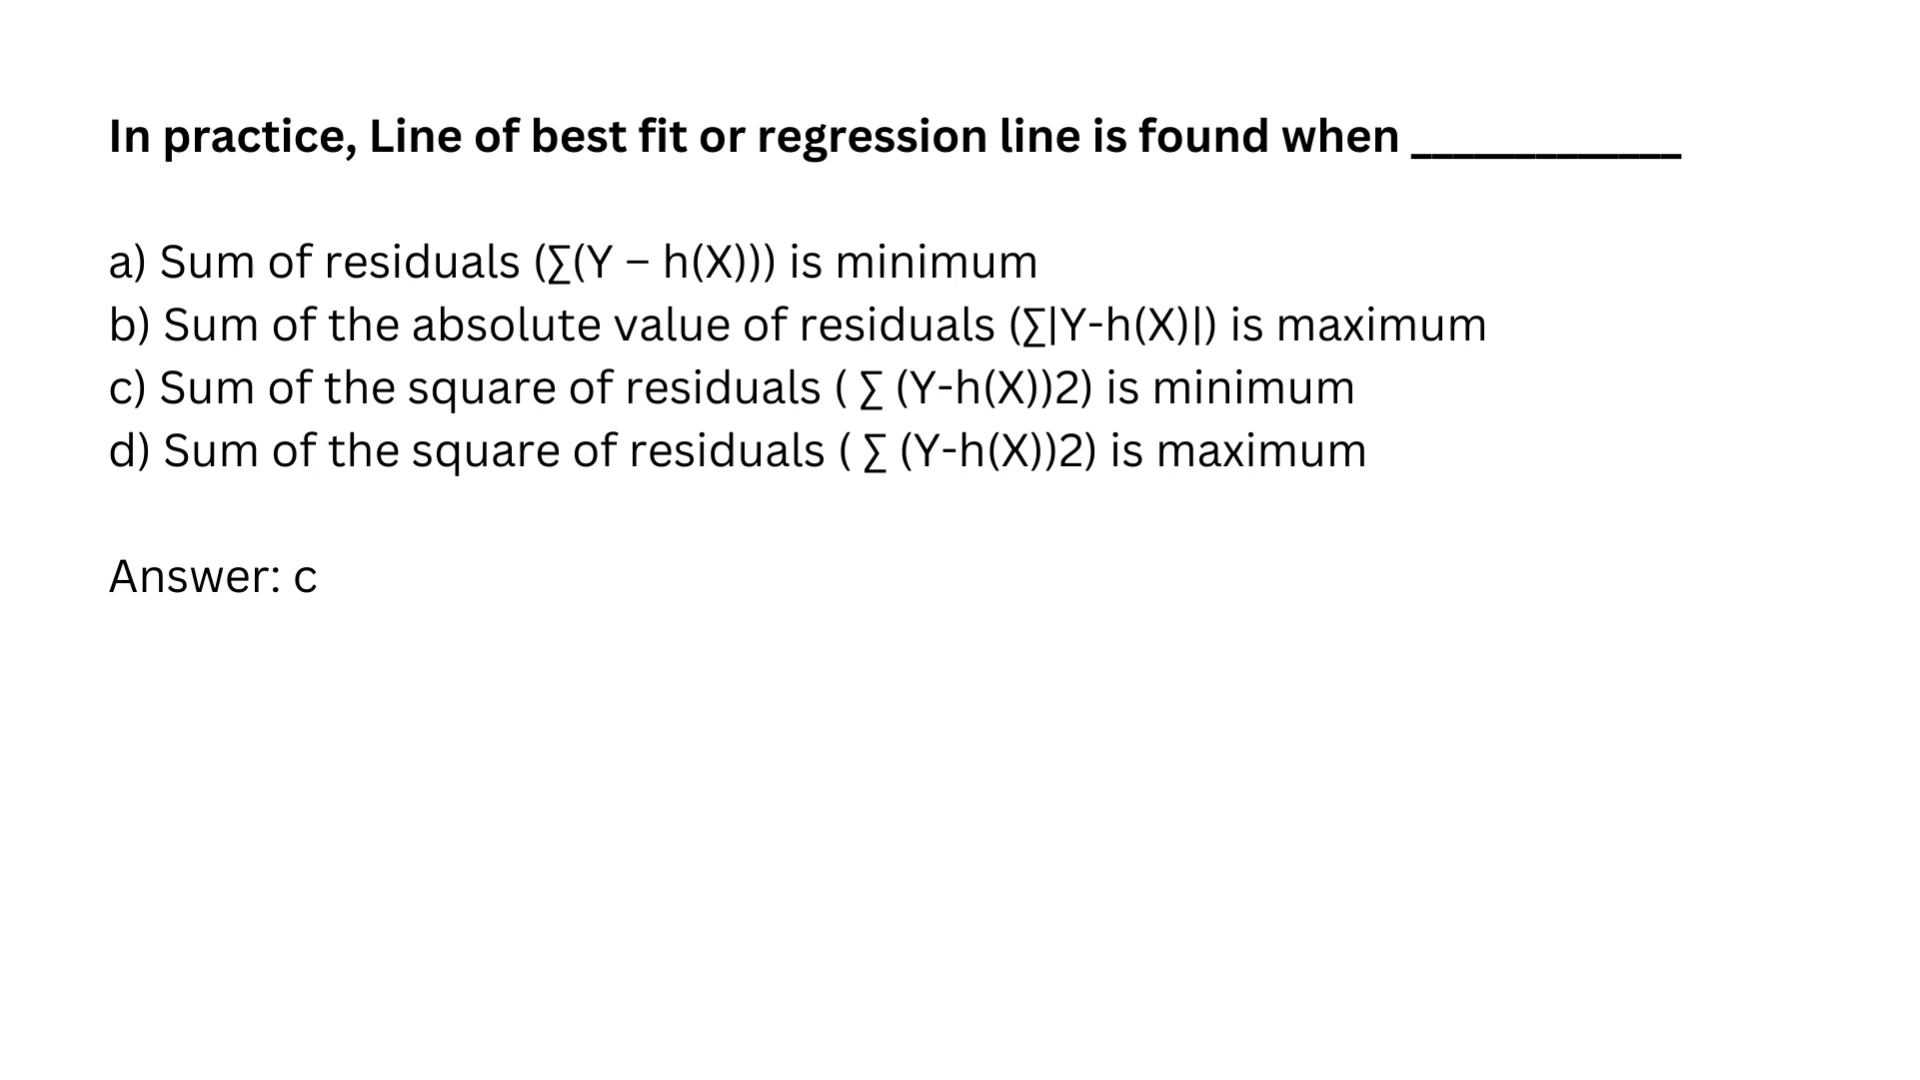 In practice, Line of best fit or regression line is found when _____________
a) Sum of residuals (∑(Y – h(X))) is minimum
b) Sum of the absolute value of residuals (∑|Y-h(X)|) is maximum
c) Sum of the square of residuals ( ∑ (Y-h(X))2) is minimum
d) Sum of the square of residuals ( ∑ (Y-h(X))2) is maximum
Answer: c